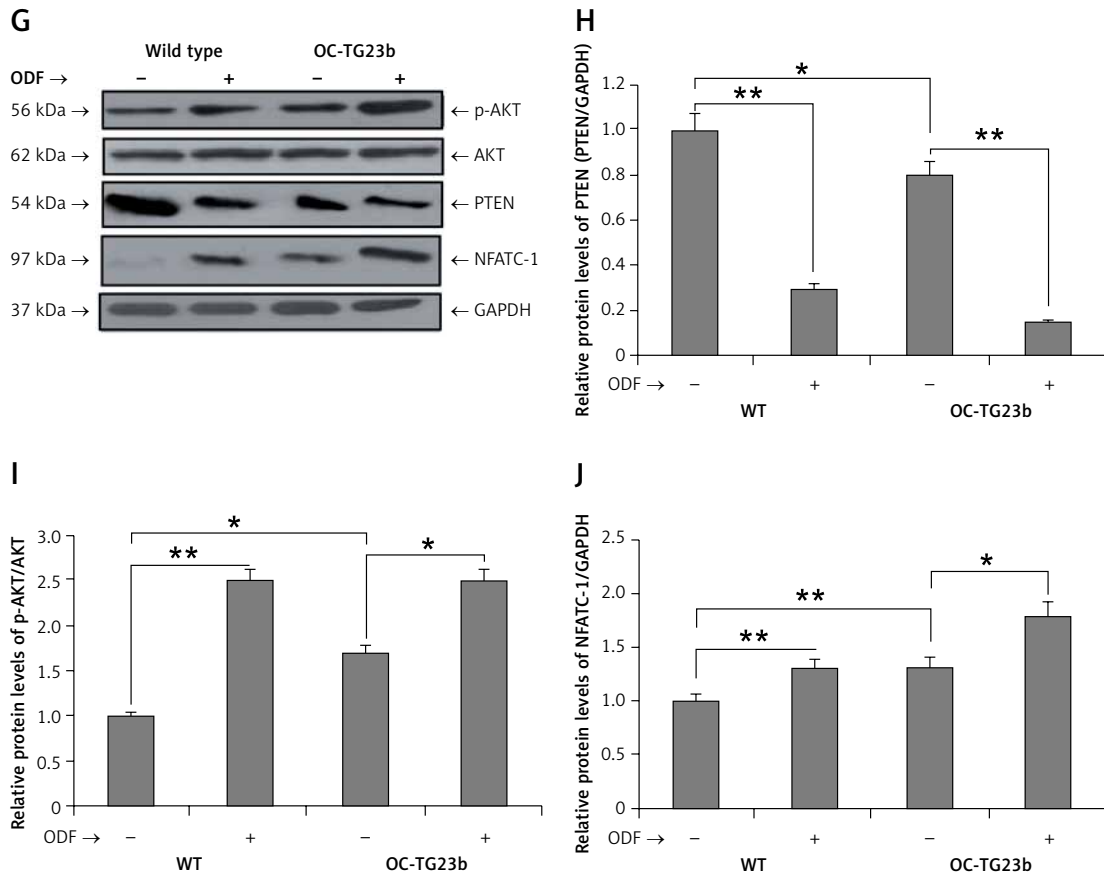 G
Wild type OC-TG23b
ODF → – + – +
56 kDa → ← p-AKT
62 kDa → ← AKT
54 kDa → ← PTEN
97 kDa → ← NFATC-1
37 kDa → ← GAPDH
H
Relative protein levels of PTEN (PTEN/GAPDH)
1.2
1.0
0.8
0.6
0.4
0.2
0
*
**
**
ODF → – + – +
WT OC-TG23b
I
Relative protein levels of p-AKT/AKT
3.0
2.5
2.0
1.5
1.0
0.5
0
*
**
*
ODF → – + – +
WT OC-TG23b
J
Relative protein levels of NFATC-1/GAPDH
2.5
2.0
1.5
1.0
0.5
0
*
**
**
ODF → – + – +
WT OC-TG23b